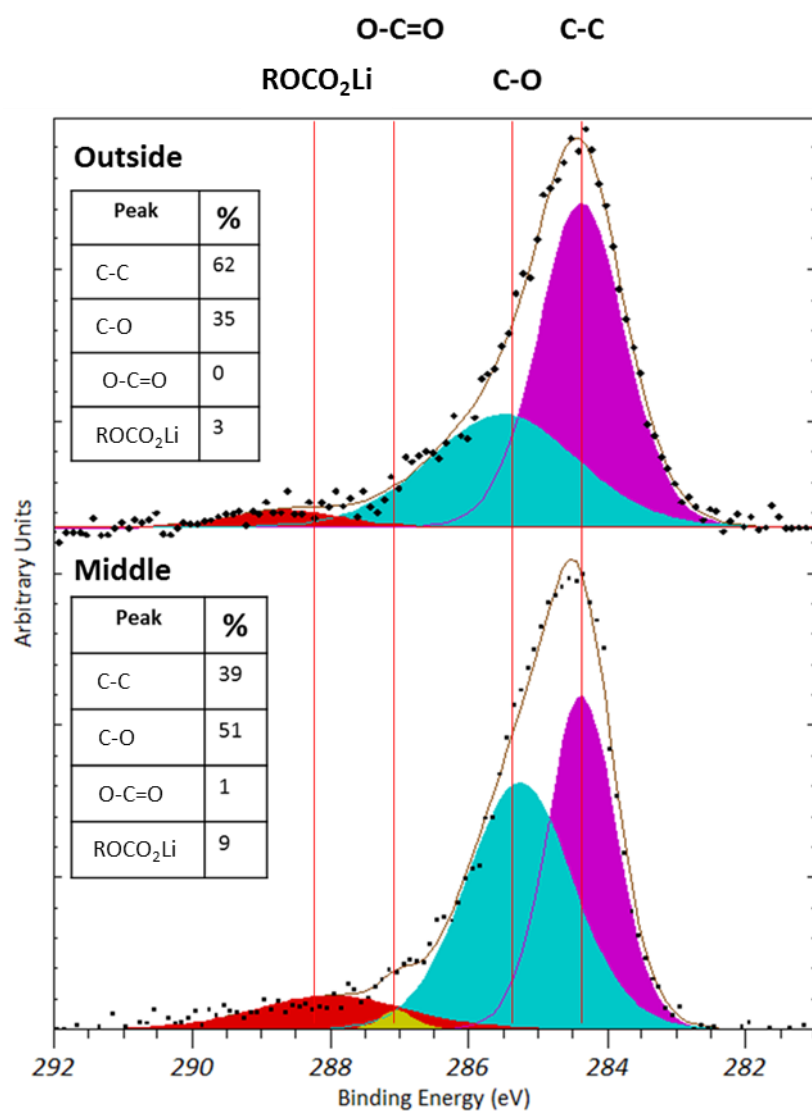 O-C=O C-C
ROCO₂Li C-O
Outside
Peak %
C-C 62
C-O 35
O-C=O 0
ROCO₂Li 3
Arbitrary Units
Middle
Peak %
C-C 39
C-O 51
O-C=O 1
ROCO₂Li 9
292 290 288 286 284 282
Binding Energy (eV)